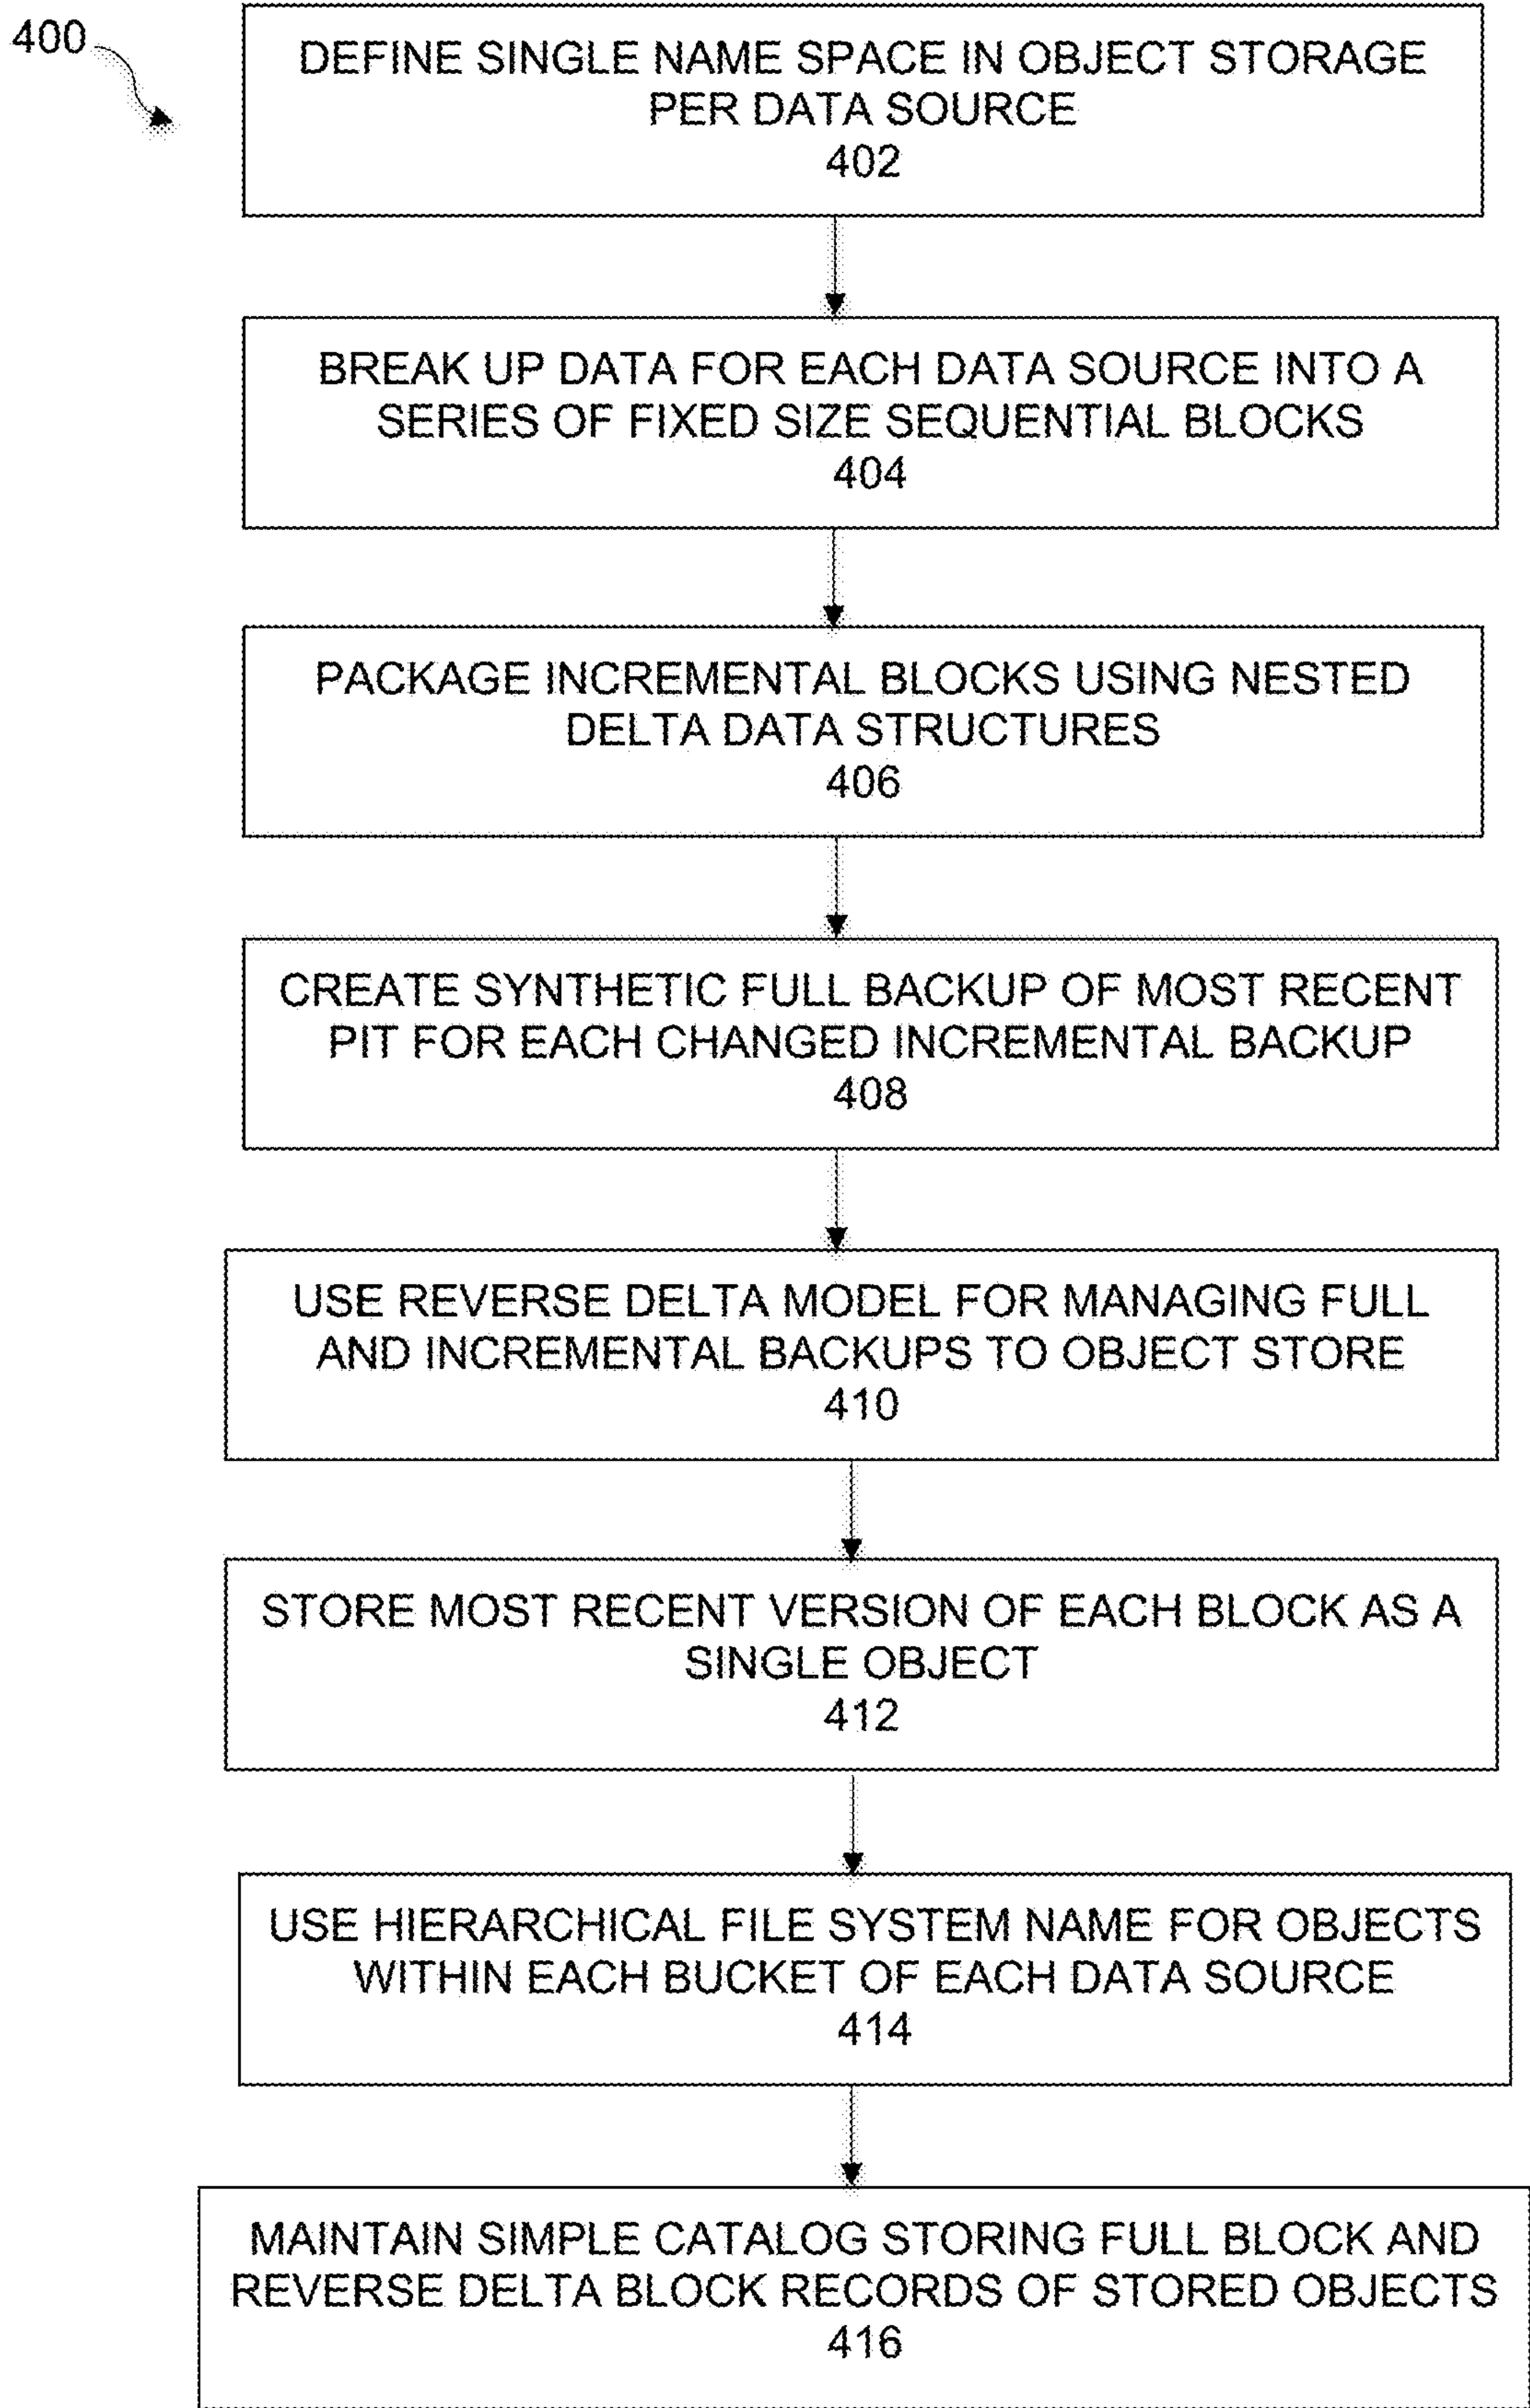 400
DEFINE SINGLE NAME SPACE IN OBJECT STORAGE
PER DATA SOURCE
402
BREAK UP DATA FOR EACH DATA SOURCE INTO A
SERIES OF FIXED SIZE SEQUENTIAL BLOCKS
404
PACKAGE INCREMENTAL BLOCKS USING NESTED
DELTA DATA STRUCTURES
406
CREATE SYNTHETIC FULL BACKUP OF MOST RECENT
PIT FOR EACH CHANGED INCREMENTAL BACKUP
408
USE REVERSE DELTA MODEL FOR MANAGING FULL
AND INCREMENTAL BACKUPS TO OBJECT STORE
410
STORE MOST RECENT VERSION OF EACH BLOCK AS A
SINGLE OBJECT
412
USE HIERARCHICAL FILE SYSTEM NAME FOR OBJECTS
WITHIN EACH BUCKET OF EACH DATA SOURCE
414
MAINTAIN SIMPLE CATALOG STORING FULL BLOCK AND
REVERSE DELTA BLOCK RECORDS OF STORED OBJECTS
416